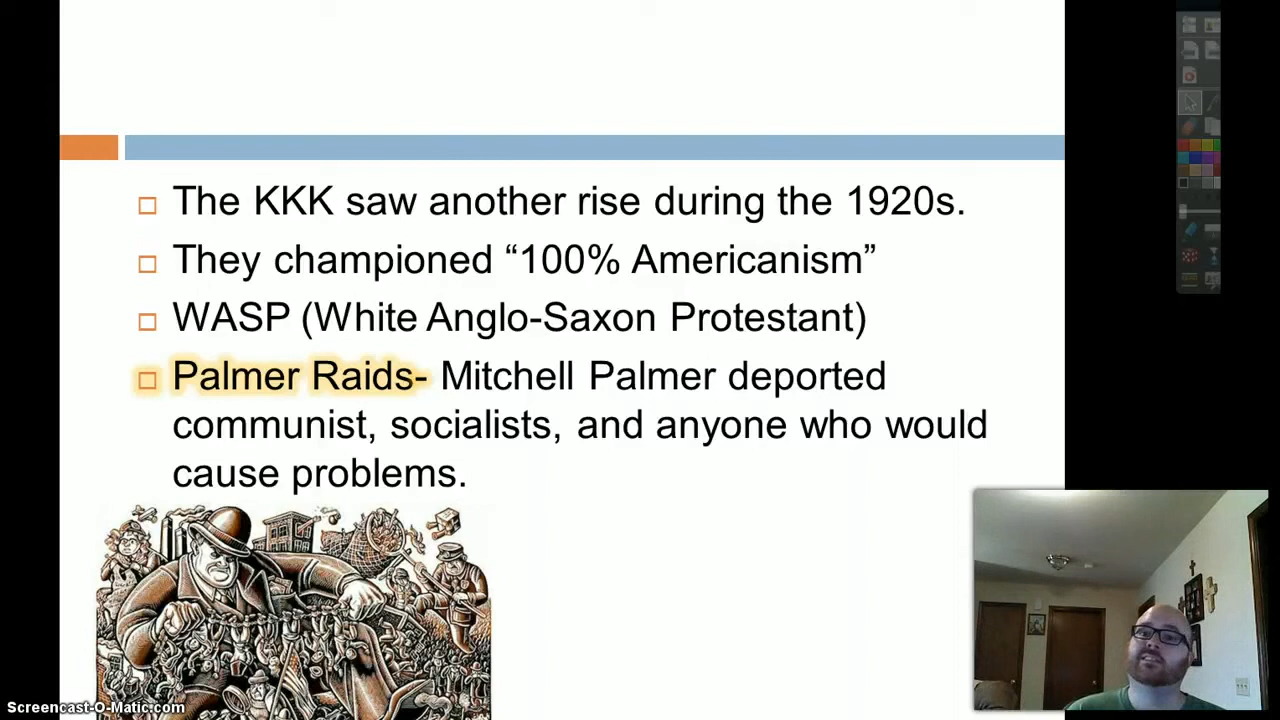 The KKK saw another rise during the 1920s.
They championed “100% Americanism”
WASP (White Anglo-Saxon Protestant)
Palmer Raids- Mitchell Palmer deported
communist, socialists, and anyone who would
cause problems.
Screencast-O-Matic.com